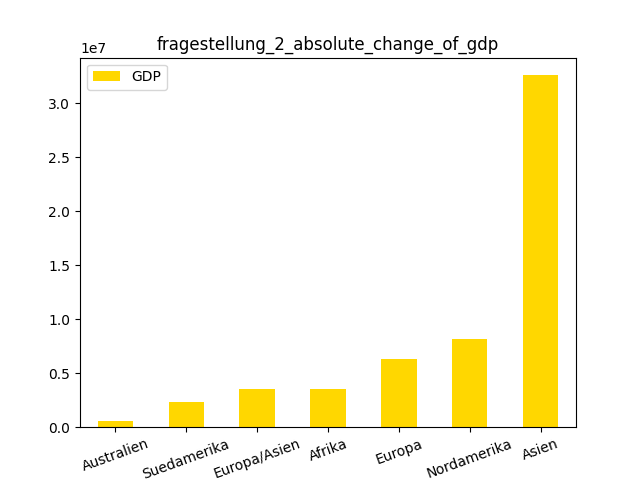 fragestellung_2_absolute_change_of_gdp
1e7
GDP
3.0
2.5
2.0
1.5
1.0
0.5
0.0
Australien
Suedamerika
Europa/Asien
Afrika
Europa
Nordamerika
Asien